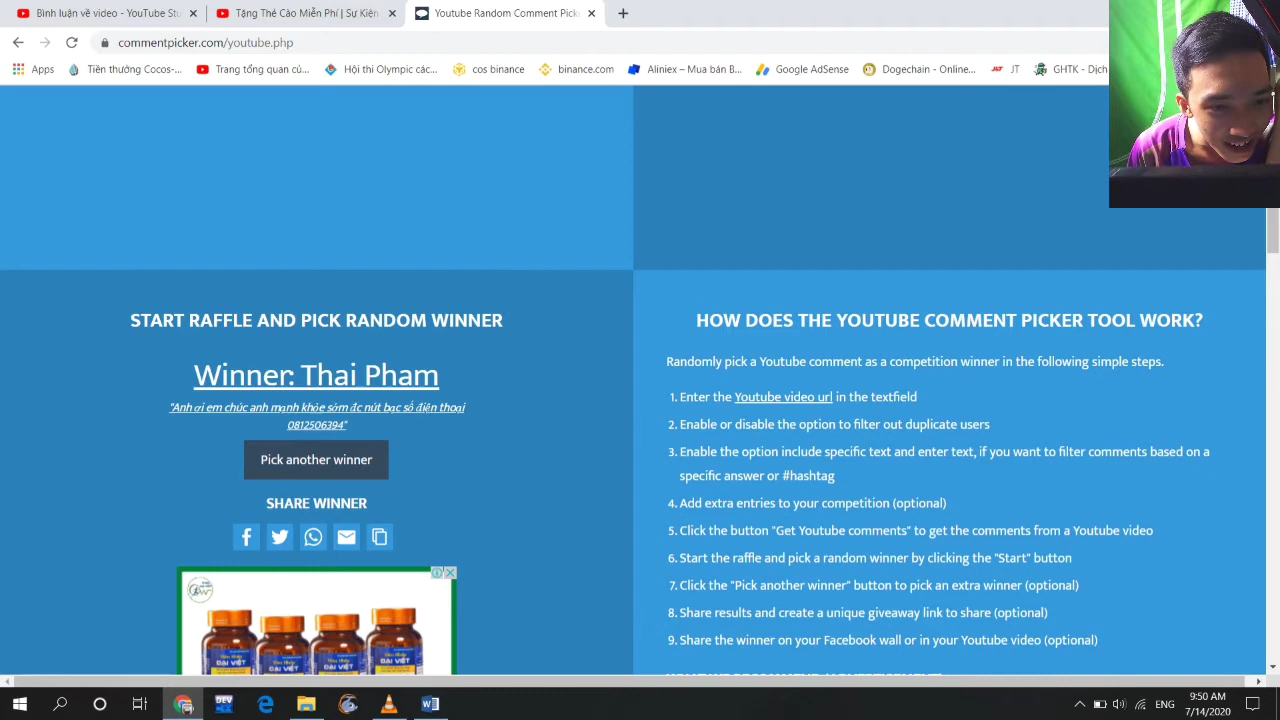 Bình luận về video - YouTube Stu
Tặng Thẻ Cào Miễn Phí | Sự Kiện
Youtube Random Comment Picke
commentpicker.com/youtube.php
Apps
Tiền thưởng Cocos-...
Trang tổng quan củ...
Hội thi Olympic các...
cos binance
binance.com
Aliniex – Mua bán B...
Google AdSense
Dogechain - Online...
JT
GHTK - Dịch
START RAFFLE AND PICK RANDOM WINNER
Winner: Thai Pham
"Anh ơi em chúc anh mạnh khỏe sớm đc nút bạc số điện thoại
0812506394"
Pick another winner
SHARE WINNER
ĐẠI VIỆT
ĐẠI VIỆT
HOW DOES THE YOUTUBE COMMENT PICKER TOOL WORK?
Randomly pick a Youtube comment as a competition winner in the following simple steps.
1. Enter the Youtube video url in the textfield
2. Enable or disable the option to filter out duplicate users
3. Enable the option include specific text and enter text, if you want to filter comments based on a
specific answer or #hashtag
4. Add extra entries to your competition (optional)
5. Click the button "Get Youtube comments" to get the comments from a Youtube video
6. Start the raffle and pick a random winner by clicking the "Start" button
7. Click the "Pick another winner" button to pick an extra winner (optional)
8. Share results and create a unique giveaway link to share (optional)
9. Share the winner on your Facebook wall or in your Youtube video (optional)
9:50 AM
7/14/2020